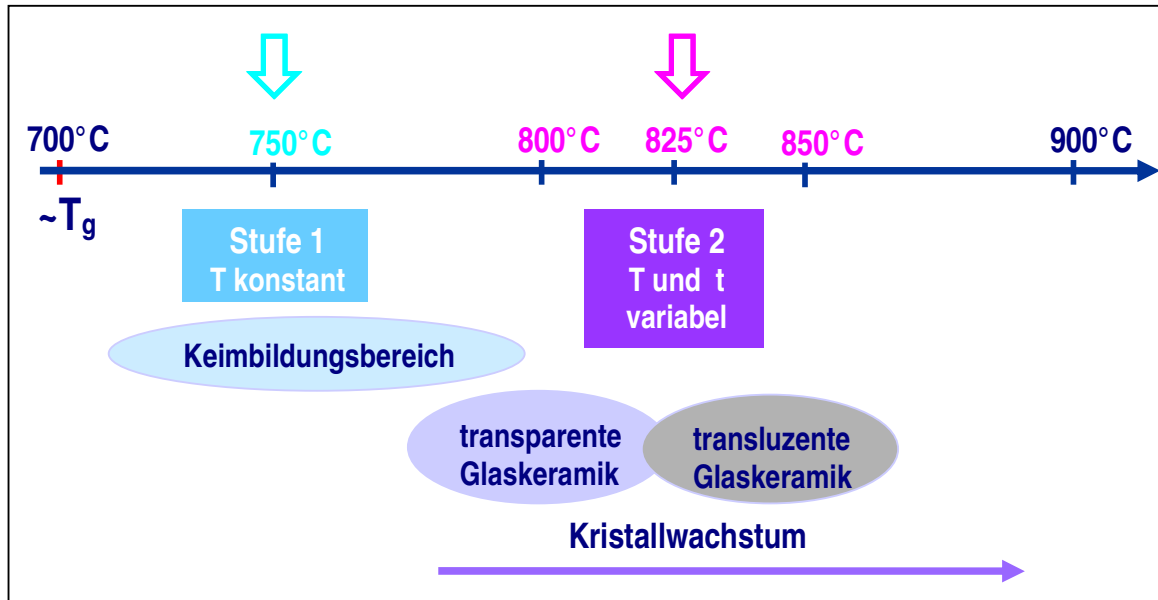 700°C 750°C 800°C 825°C 850°C 900°C
~Tg
Stufe 1
T konstant
Stufe 2
T und t
variabel
Keimbildungsbereich
transparente
Glaskeramik
transluzente
Glaskeramik
Kristallwachstum